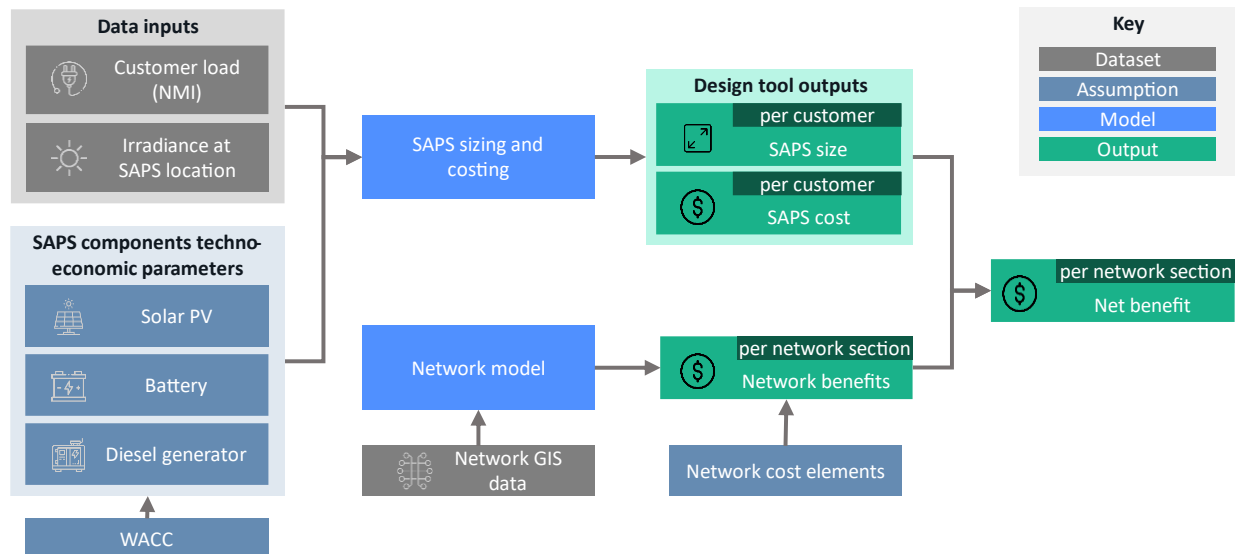 Data inputs
Customer load
(NMI)
Irradiance at
SAPS location
SAPS components techno-
economic parameters
Solar PV
Battery
Diesel generator
WACC
SAPS sizing and
costing
Network model
Network GIS
data
Design tool outputs
per customer
SAPS size
per customer
$
SAPS cost
per network section
$
Network benefits
Network cost elements
per network section
$
Net benefit
Key
Dataset
Assumption
Model
Output